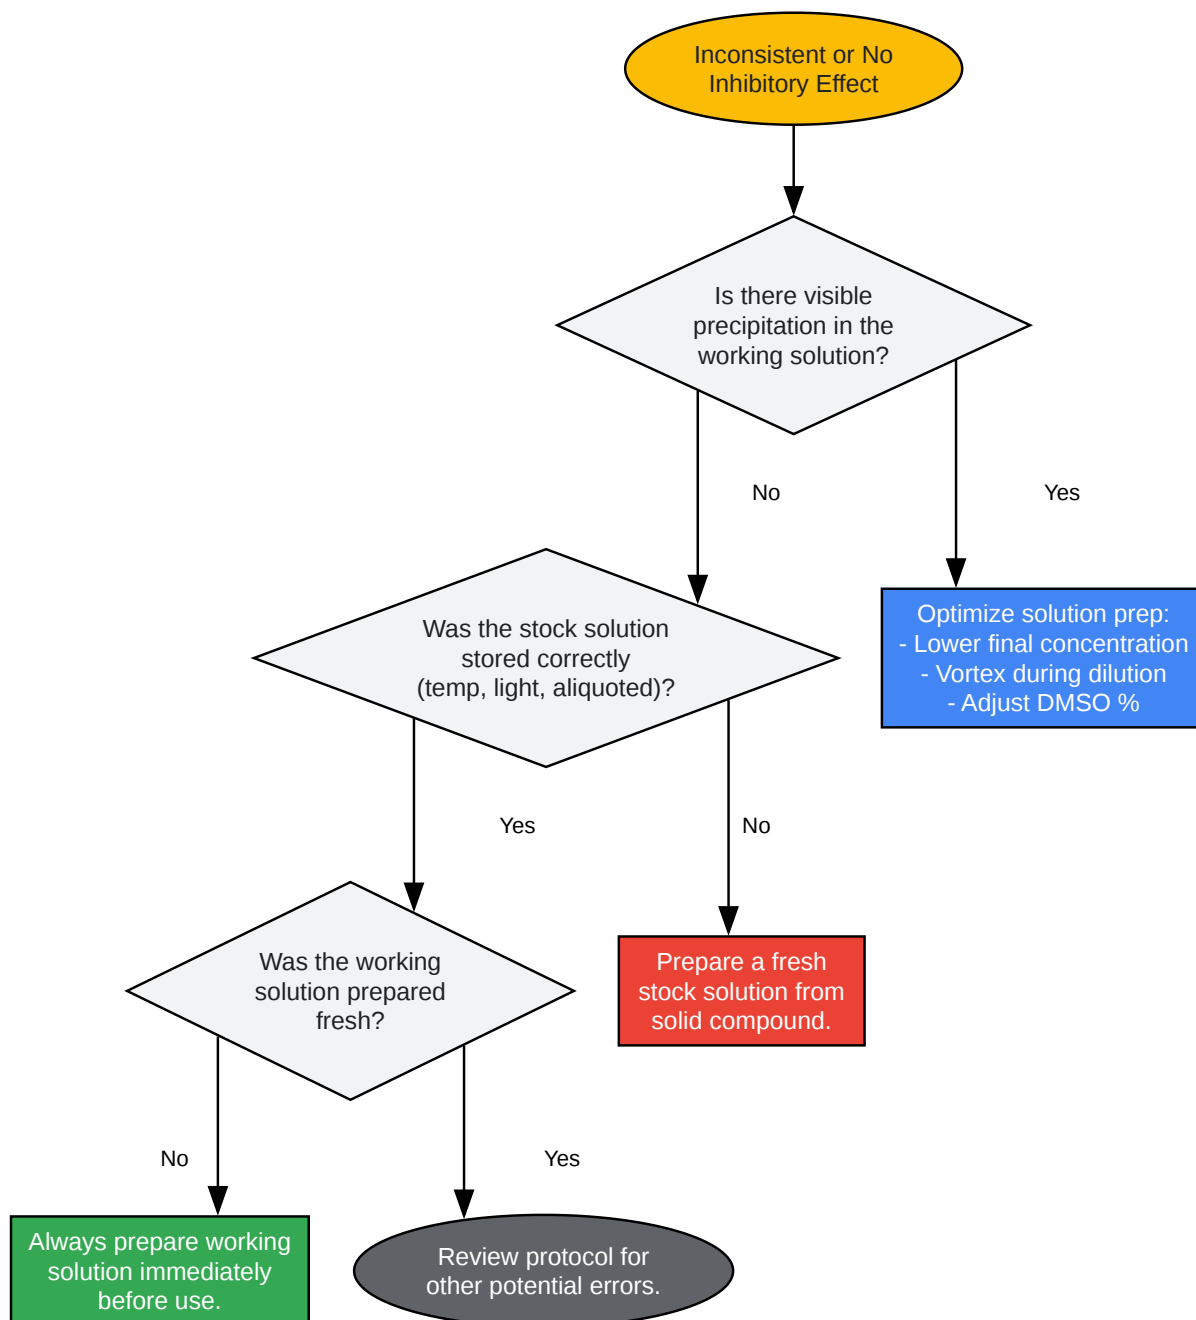 Inconsistent or No
Inhibitory Effect
Is there visible
precipitation in the
working solution?
No
Yes
Was the stock solution
stored correctly
(temp, light, aliquoted)?
Optimize solution prep:
- Lower final concentration
- Vortex during dilution
- Adjust DMSO %
Yes
No
Was the working
solution prepared
fresh?
Prepare a fresh
stock solution from
solid compound.
No
Yes
Always prepare working
solution immediately
before use.
Review protocol for
other potential errors.